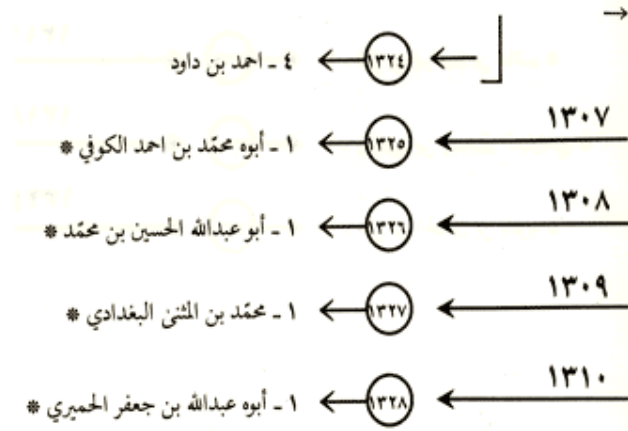 ١٣٢٤ ٤ ـ احمد بن داود
١٣٠٧ ١٣٢٥ ١ ـ أبوه محمّد بن احمد الكوفي *
١٣٠٨ ١٣٢٦ ١ ـ أبو عبدالله الحسين بن محمّد *
١٣٠٩ ١٣٢٧ ١ ـ محمّد بن المثنى البغدادي *
١٣١٠ ١٣٢٨ ١ ـ أبوه عبدالله بن جعفر الحميري *